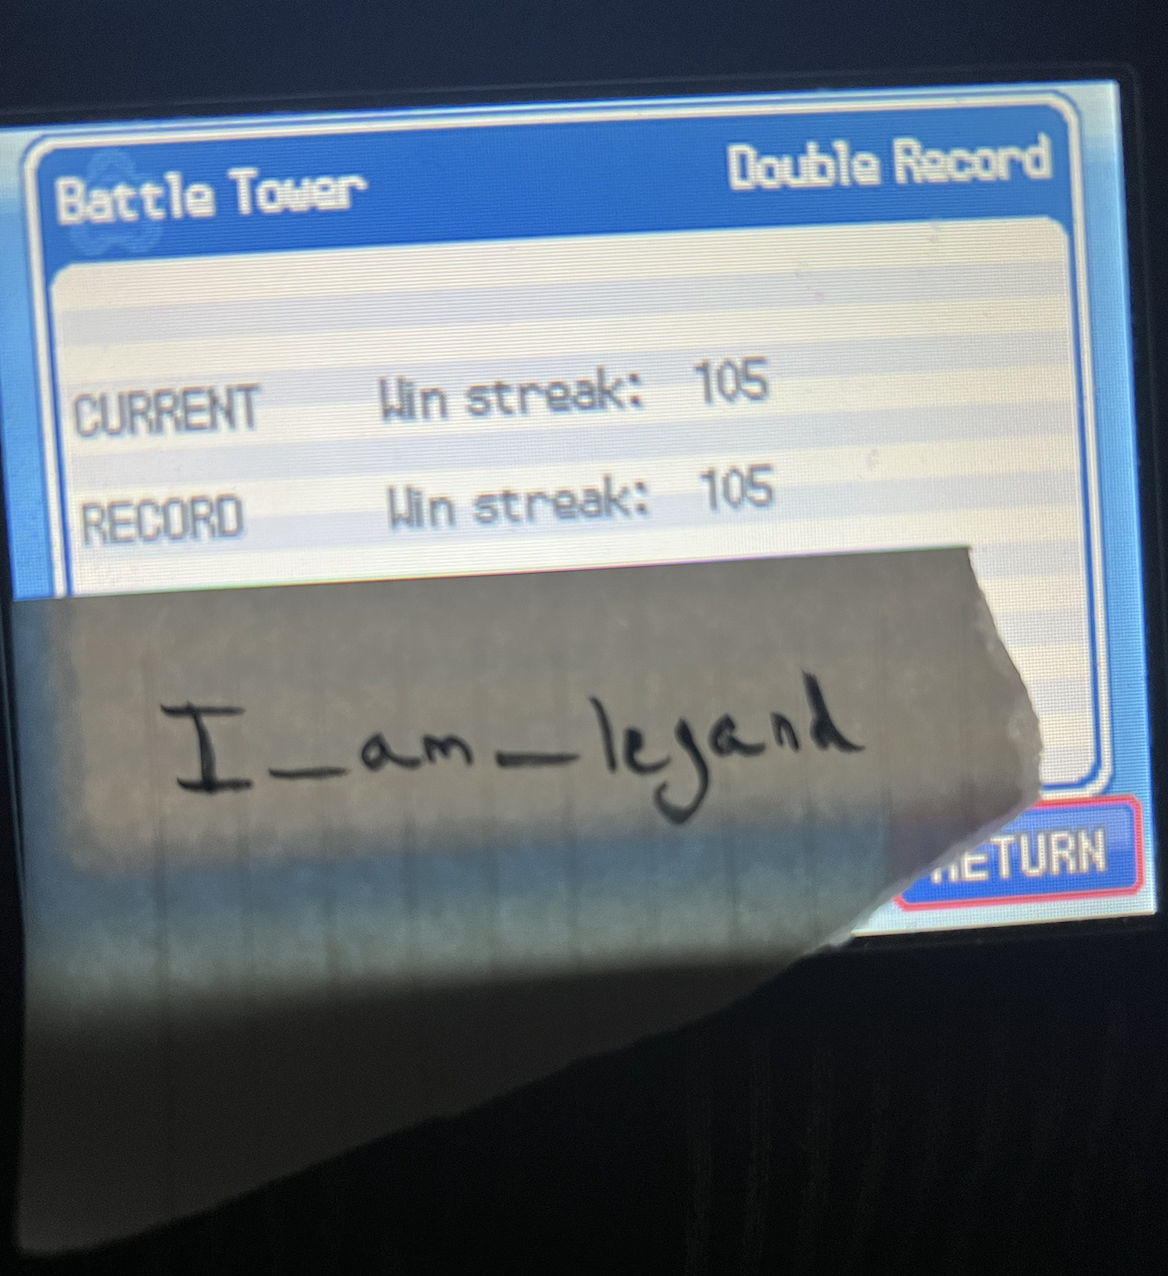 Battle Tower Double Record
CURRENT Win streak: 105
RECORD Win streak: 105
I_am_legand
RETURN